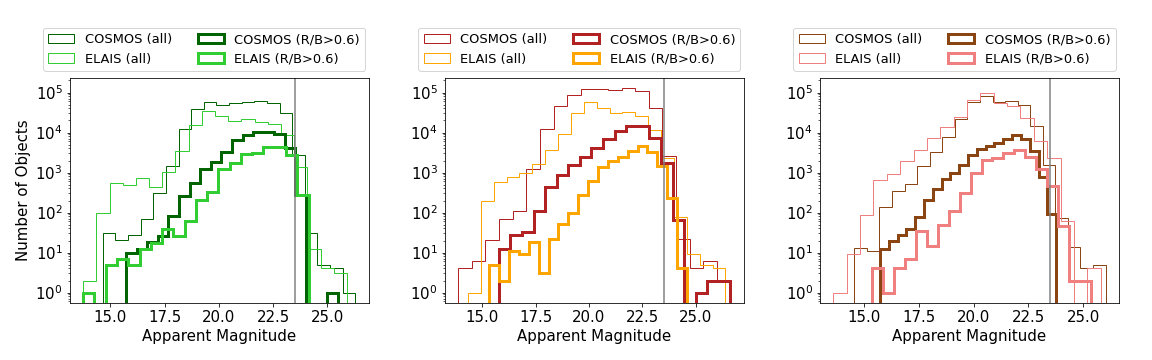 COSMOS (all) COSMOS (R/B>0.6) COSMOS (all) COSMOS (R/B>0.6) COSMOS (all) COSMOS (R/B>0.6)
ELAIS (all) ELAIS (R/B>0.6) ELAIS (all) ELAIS (R/B>0.6) ELAIS (all) ELAIS (R/B>0.6)
10⁵ 10⁵ 10⁵
10⁴ 10⁴ 10⁴
10³ 10³ 10³
10² 10² 10²
10¹ 10¹ 10¹
10⁰ 10⁰ 10⁰
Number of Objects
15.0 17.5 20.0 22.5 25.0 15.0 17.5 20.0 22.5 25.0 15.0 17.5 20.0 22.5 25.0
Apparent Magnitude Apparent Magnitude Apparent Magnitude